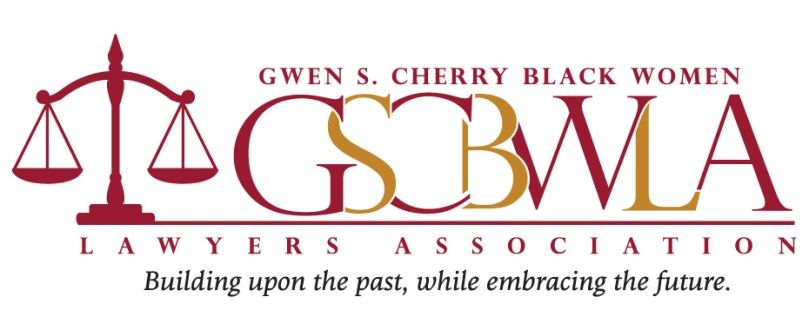 GWEN S. CHERRY BLACK WOMEN
GSCBWLA
LAWYERS ASSOCIATION
Building upon the past, while embracing the future.